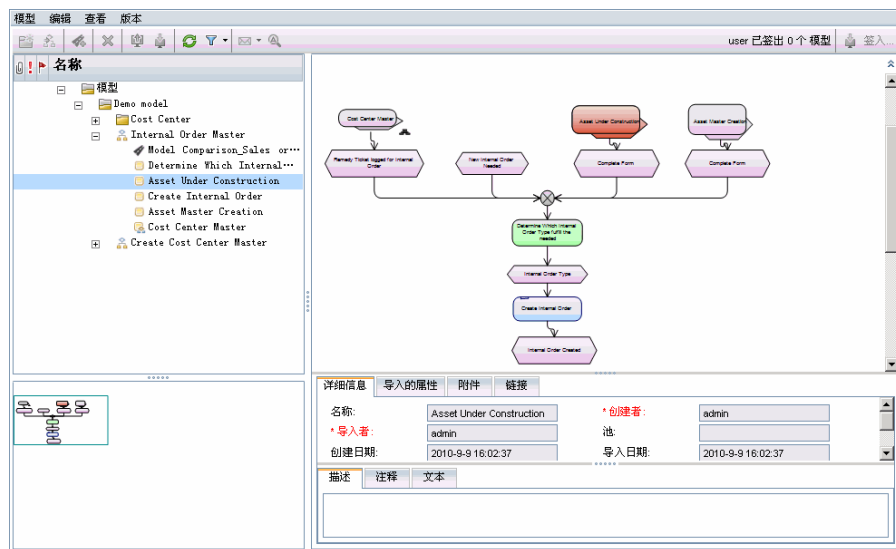 模型 编辑 查看 版本
user 已签出 0 个 模型 签入...
名称
模型
Demo model
Cost Center
Internal Order Master
Model Comparison_Sales or...
Determine Which Internal...
Asset Under Construction
Create Internal Order
Asset Master Creation
Cost Center Master
Create Cost Center Master
Cost Center Master
Asset Under Construction
Asset Master Creation
Remedy Ticket logged for Internal
Order
New Internal Order
Needed
Complete Form
Complete Form
Determine Which Internal
Order Type fulfil the
needed
Internal Order Type
Create Internal Order
Internal Order Created
详细信息 导入的属性 附件 链接
名称: Asset Under Construction *创建者: admin
*导入者: admin 池:
创建日期: 2010-9-9 16:02:37 导入日期: 2010-9-9 16:02:37
描述 注释 文本